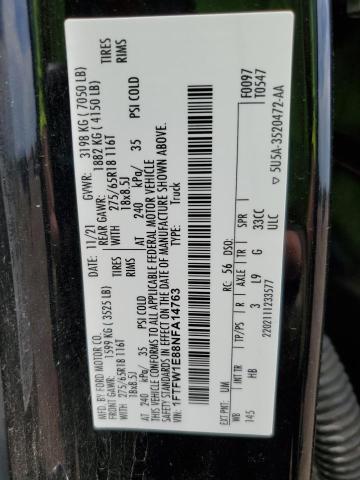 MFD. BY FORD MOTOR CO.
DATE: 11/21 GVWR: 3198 KG (7050 LB)
FRONT GAWR: 1599 KG (3525 LB) REAR GAWR: 1882 KG (4150 LB)
WITH 275/65R18 116T TIRES WITH 275/65R18 116T TIRES
18x8.5J RIMS 18x8.5J RIMS
AT 240 kPa/ 35 PSI COLD AT 240 kPa/ 35 PSI COLD
THIS VEHICLE CONFORMS TO ALL APPLICABLE FEDERAL MOTOR VEHICLE
SAFETY STANDARDS IN EFFECT ON THE DATE OF MANUFACTURE SHOWN ABOVE.
1FTFW1E88NFA14763 Truck
F0097
T0547
EXT PNT: UM RC: 56 DSO:
WB TP/PS R AXLE TR SPR
145 HB 3 L9 G 33CC
2202111233577 ULC
5U5A-3520472-AA